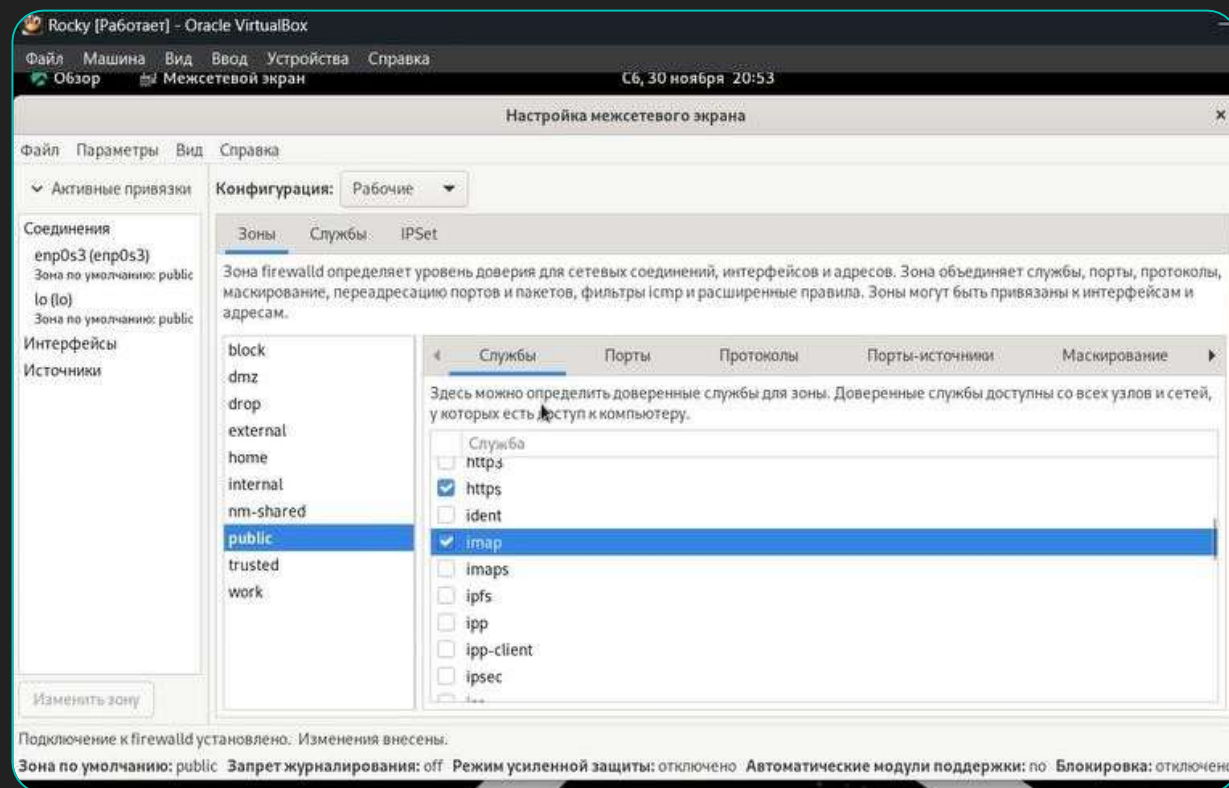 Rocky [Работает] - Oracle VirtualBox
Файл Машина Вид Ввод Устройства Справка
Обзор Межсетевой экран Сб, 30 ноября 20:53
Настройка межсетевого экрана
Файл Параметры Вид Справка
Активные привязки
Конфигурация: Рабочие
Соединения
enp0s3 (enp0s3)
Зона по умолчанию: public
lo (lo)
Зона по умолчанию: public
Интерфейсы
Источники
Изменить зону
Зоны Службы IPSet
Зона firewalld определяет уровень доверия для сетевых соединений, интерфейсов и адресов. Зона объединяет службы, порты, протоколы,
маскирование, переадресацию портов и пакетов, фильтры icmp и расширенные правила. Зоны могут быть привязаны к интерфейсам и
адресам.
block
dmz
drop
external
home
internal
nm-shared
public
trusted
work
Службы Порты Протоколы Порты-источники Маскирование
Здесь можно определить доверенные службы для зоны. Доверенные службы доступны со всех узлов и сетей,
у которых есть доступ к компьютеру.
Служба
http3
https
ident
imap
imaps
ipfs
ipp
ipp-client
ipsec
Подключение к firewalld установлено. Изменения внесены.
Зона по умолчанию: public Запрет журналирования: off Режим усиленной защиты: отключено Автоматические модули поддержки: no Блокировка: отключено